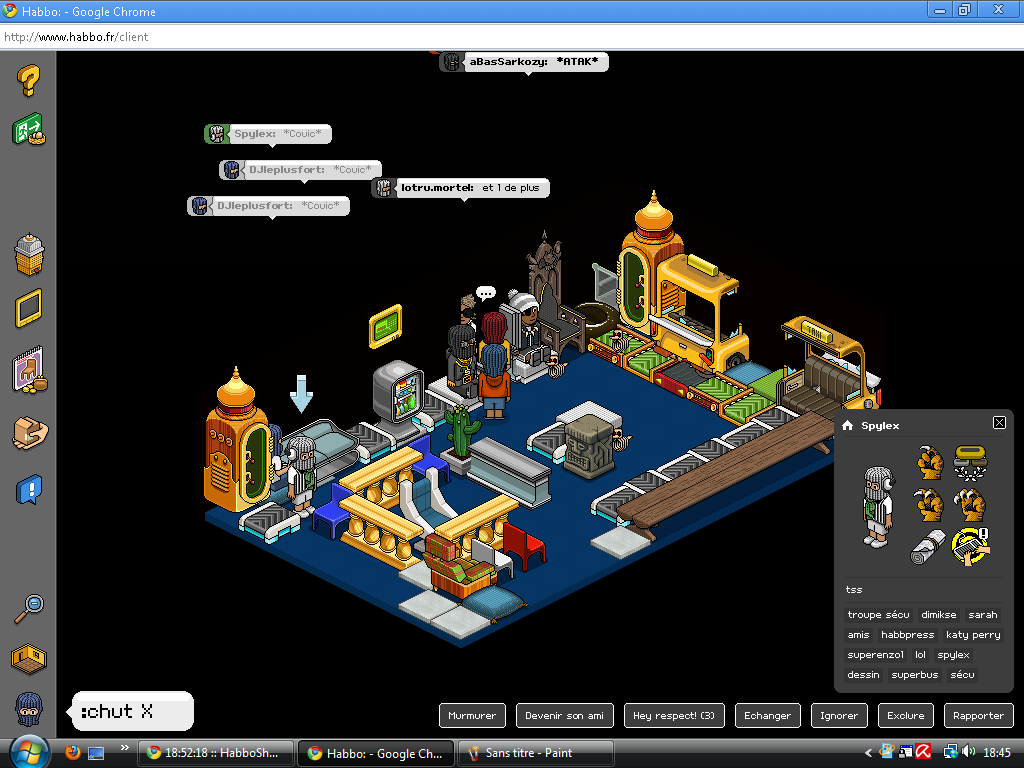 Habbo: - Google Chrome
http://www.habbo.fr/client
aBasSarkozy: *ATAK*
Spylex: *Couic*
DJleplusfort: *Couic*
lotru.mortel: et 1 de plus
DJleplusfort: *Couic*
...
TAXI
Spylex
tss
troupe sécu dimikse sarah
amis habbpress katy perry
superenzo1 lol spylex
dessin superbus sécu
:chut X
Murmurer Devenir son ami Hey respect! (3) Echanger Ignorer Exclure Rapporter
18:52:18 :: HabboSh... Habbo: - Google Ch... Sans titre - Paint 18:45